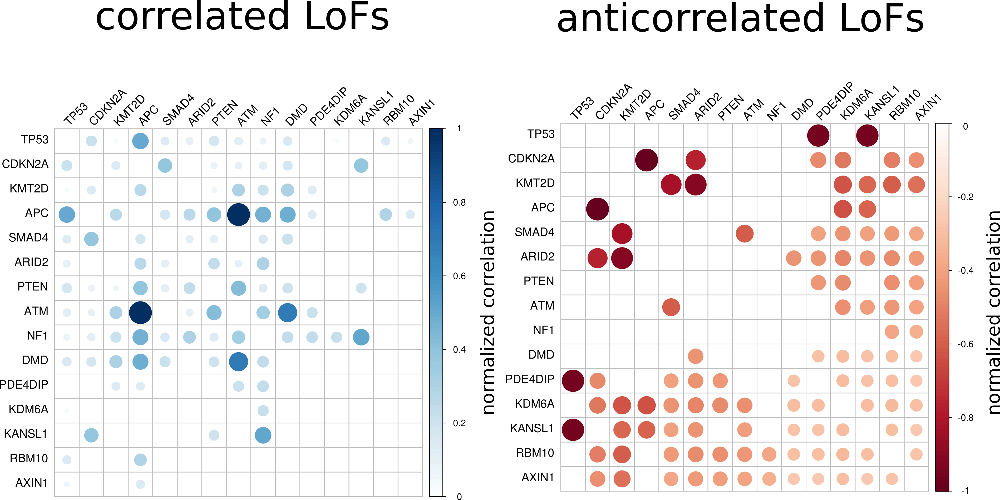 correlated LoFs
TP53 CDKN2A KMT2D APC SMAD4 ARID2 PTEN ATM NF1 DMD PDE4DIP KDM6A KANSL1 RBM10 AXIN1
TP53
CDKN2A
KMT2D
APC
SMAD4
ARID2
PTEN
ATM
NF1
DMD
PDE4DIP
KDM6A
KANSL1
RBM10
AXIN1
1
0.8
0.6
0.4
0.2
0
normalized correlation
anticorrelated LoFs
TP53 CDKN2A KMT2D APC SMAD4 ARID2 PTEN ATM NF1 DMD PDE4DIP KDM6A KANSL1 RBM10 AXIN1
TP53
CDKN2A
KMT2D
APC
SMAD4
ARID2
PTEN
ATM
NF1
DMD
PDE4DIP
KDM6A
KANSL1
RBM10
AXIN1
0
-0.2
-0.4
-0.6
-0.8
-1
normalized correlation